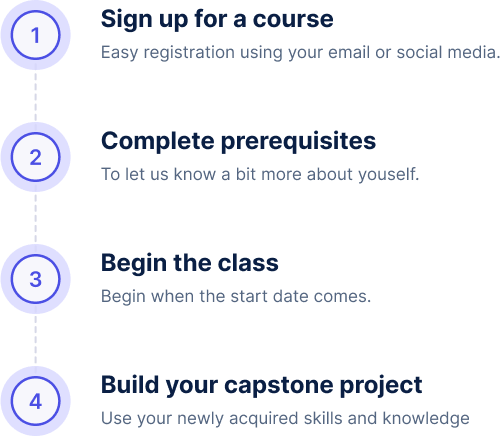 1
Sign up for a course
Easy registration using your email or social media.
2
Complete prerequisites
To let us know a bit more about youself.
3
Begin the class
Begin when the start date comes.
4
Build your capstone project
Use your newly acquired skills and knowledge